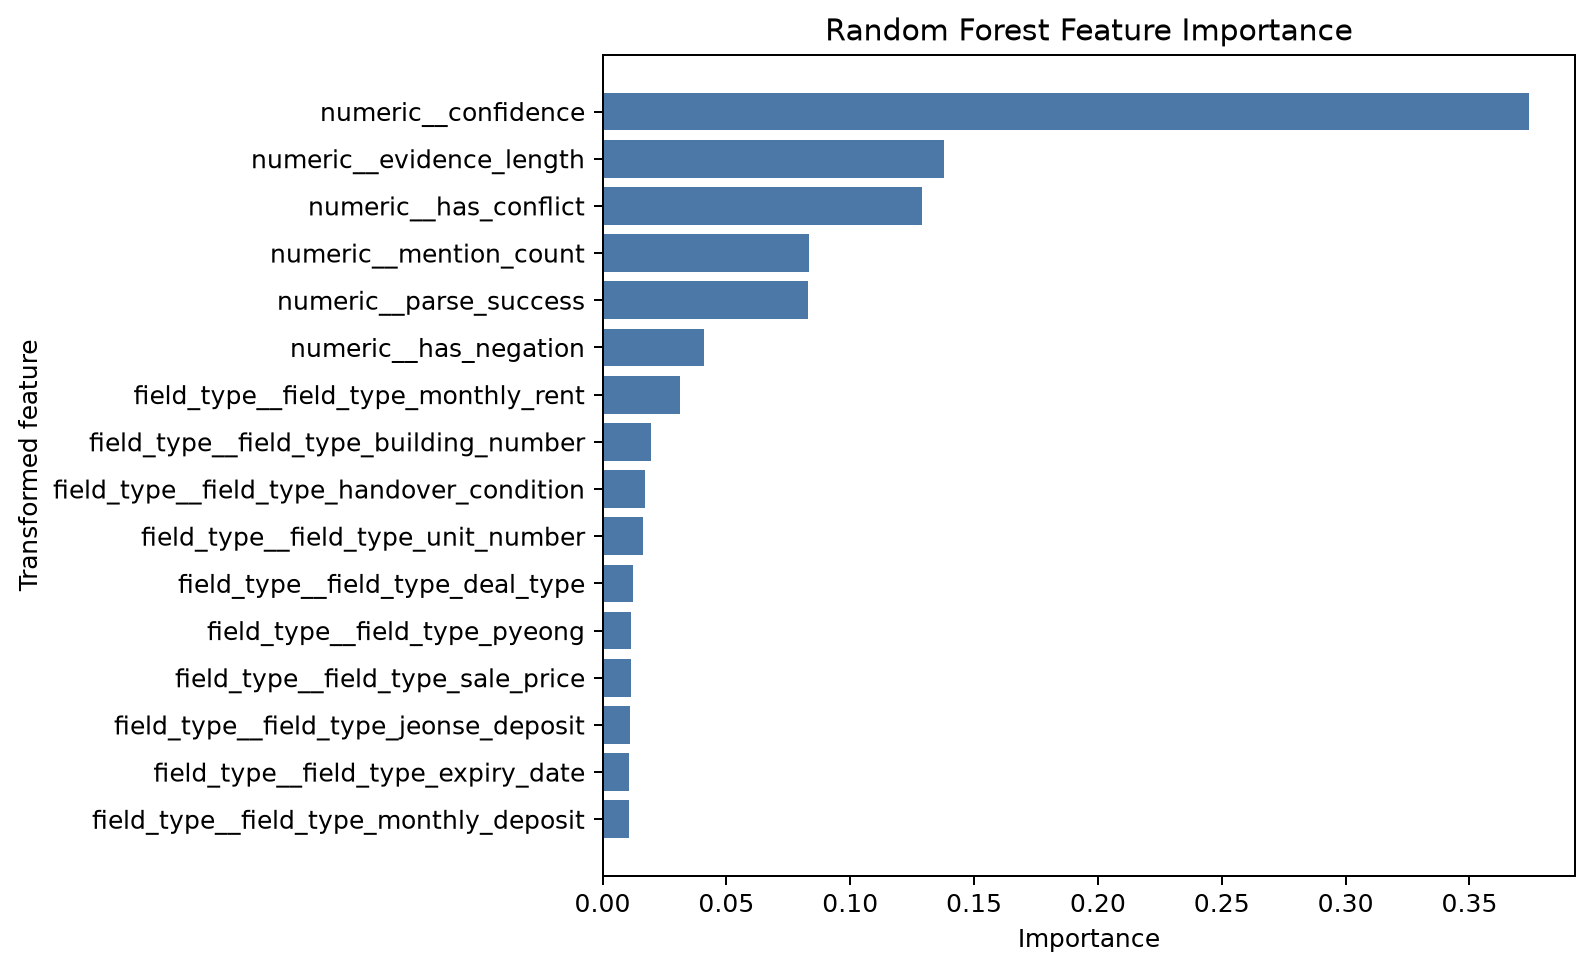 Random Forest Feature Importance
numeric__confidence
numeric__evidence_length
numeric__has_conflict
numeric__mention_count
numeric__parse_success
numeric__has_negation
field_type__field_type_monthly_rent
field_type__field_type_building_number
field_type__field_type_handover_condition
field_type__field_type_unit_number
field_type__field_type_deal_type
field_type__field_type_pyeong
field_type__field_type_sale_price
field_type__field_type_jeonse_deposit
field_type__field_type_expiry_date
field_type__field_type_monthly_deposit
Transformed feature
0.00 0.05 0.10 0.15 0.20 0.25 0.30 0.35
Importance